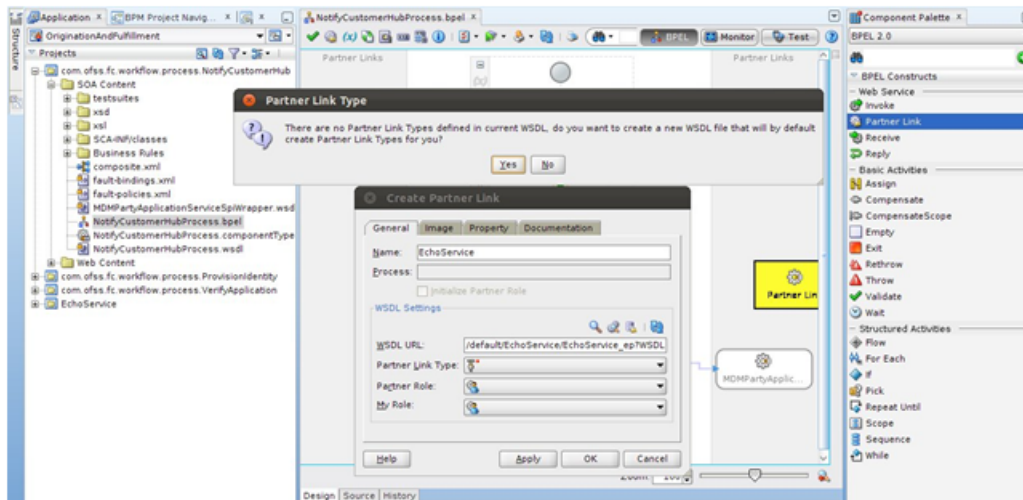 Structure
Application
BPM Project Navig...
OriginationAndFulfillment
Projects
com.ofss.fc.workflow.process.NotifyCustomerHub
SOA Content
testsuites
xsd
xsl
SCA-INF/classes
Business Rules
composite.xml
fault-bindings.xml
fault-policies.xml
MDMPartyApplicationServiceSpiWrapper.wsd
NotifyCustomerHubProcess.bpel
NotifyCustomerHubProcess.componentType
NotifyCustomerHubProcess.wsdl
Web Content
com.ofss.fc.workflow.process.ProvisionIdentity
com.ofss.fc.workflow.process.VerifyApplication
EchoService
NotifyCustomerHubProcess.bpel
BPEL
Monitor
Test
Partner Links
Partner Links
Partner Link Type
There are no Partner Link Types defined in current WSDL, do you want to create a new WSDL file that will by default
create Partner Link Types for you?
Yes
No
Create Partner Link
General
Image
Property
Documentation
Name:
EchoService
Process:
Initialize Partner Role
WSDL Settings
WSDL URL:
/default/EchoService/EchoService_ep?WSDL
Partner Link Type:
Partner Role:
My Role:
Help
Apply
OK
Cancel
Partner Lin
MDMPartyApplic...
Zoom:
100
Design
Source
History
Component Palette
BPEL 2.0
BPEL Constructs
Web Service
Invoke
Partner Link
Receive
Reply
Basic Activities
Assign
Compensate
CompensateScope
Empty
Exit
Rethrow
Throw
Validate
Wait
Structured Activities
Flow
For Each
If
Pick
Repeat Until
Scope
Sequence
While